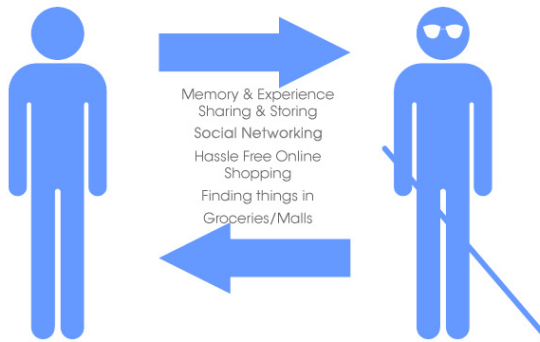 Memory & Experience
Sharing & Storing
Social Networking
Hassle Free Online
Shopping
Finding things in
Groceries/Malls